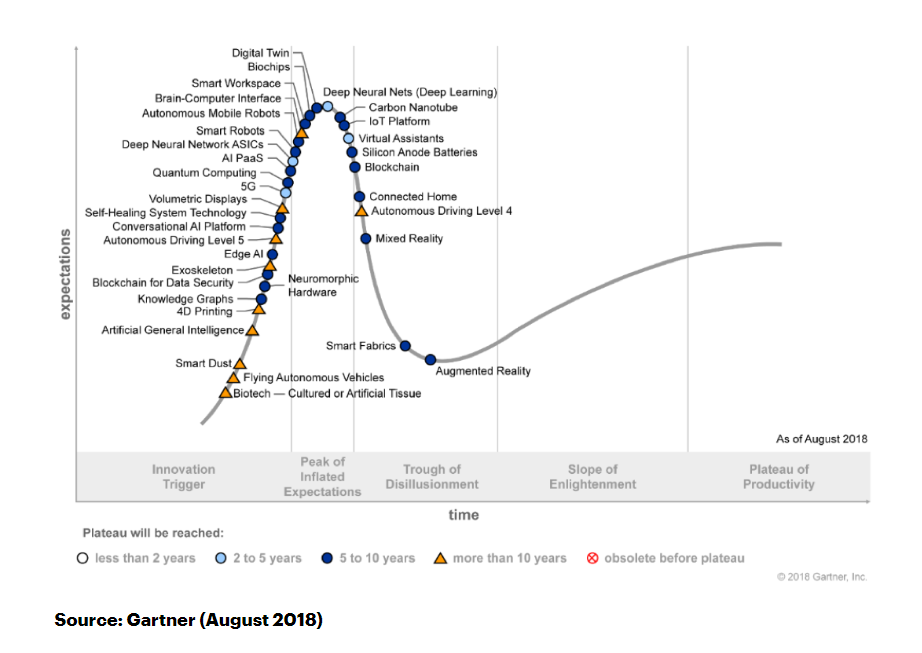 Digital Twin
Biochips
Smart Workspace
Brain-Computer Interface
Autonomous Mobile Robots
Smart Robots
Deep Neural Network ASICs
AI PaaS
Quantum Computing
5G
Volumetric Displays
Self-Healing System Technology
Conversational AI Platform
Autonomous Driving Level 5
Edge AI
Exoskeleton
Blockchain for Data Security
Neuromorphic
Hardware
Knowledge Graphs
4D Printing
Artificial General Intelligence
Smart Dust
Flying Autonomous Vehicles
Biotech — Cultured or Artificial Tissue
Deep Neural Nets (Deep Learning)
Carbon Nanotube
IoT Platform
Virtual Assistants
Silicon Anode Batteries
Blockchain
Connected Home
Autonomous Driving Level 4
Mixed Reality
Smart Fabrics
Augmented Reality
expectations
As of August 2018
Innovation
Trigger
Peak of
Inflated
Expectations
Trough of
Disillusionment
Slope of
Enlightenment
Plateau of
Productivity
time
Plateau will be reached:
less than 2 years
2 to 5 years
5 to 10 years
more than 10 years
obsolete before plateau
© 2018 Gartner, Inc.
Source: Gartner (August 2018)